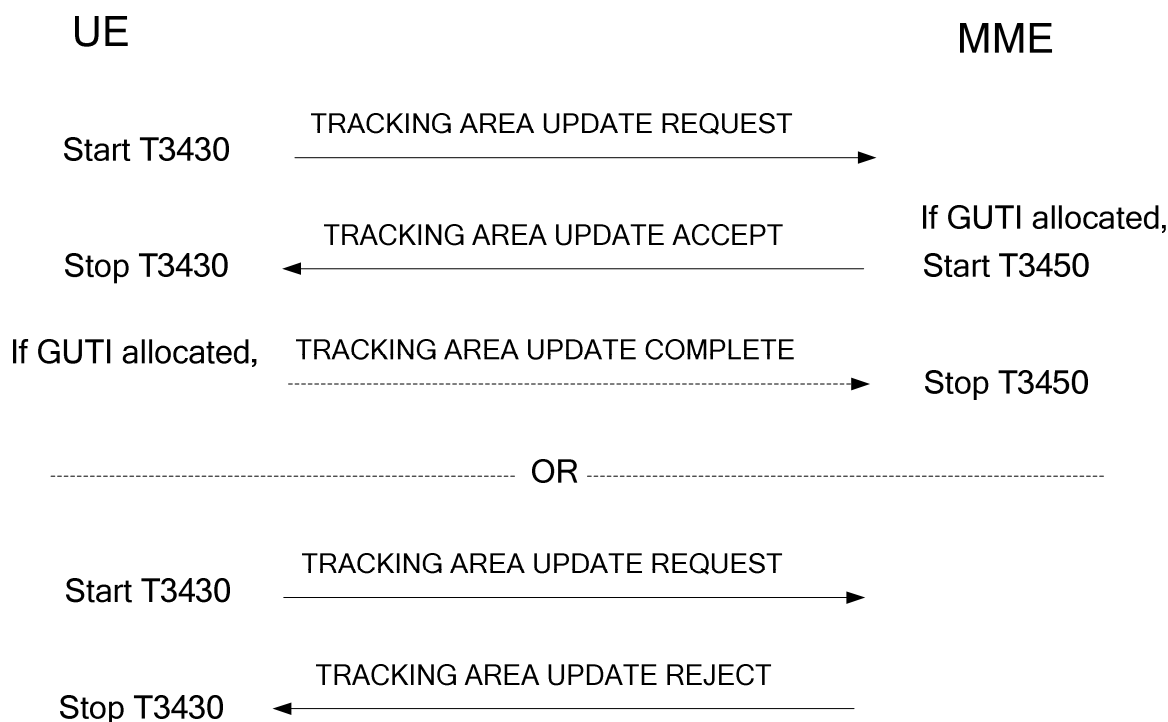 UE
MME
TRACKING AREA UPDATE REQUEST
Start T3430
If GUTI allocated,
TRACKING AREA UPDATE ACCEPT
Stop T3430
Start T3450
If GUTI allocated,
TRACKING AREA UPDATE COMPLETE
Stop T3450
OR
TRACKING AREA UPDATE REQUEST
Start T3430
TRACKING AREA UPDATE REJECT
Stop T3430